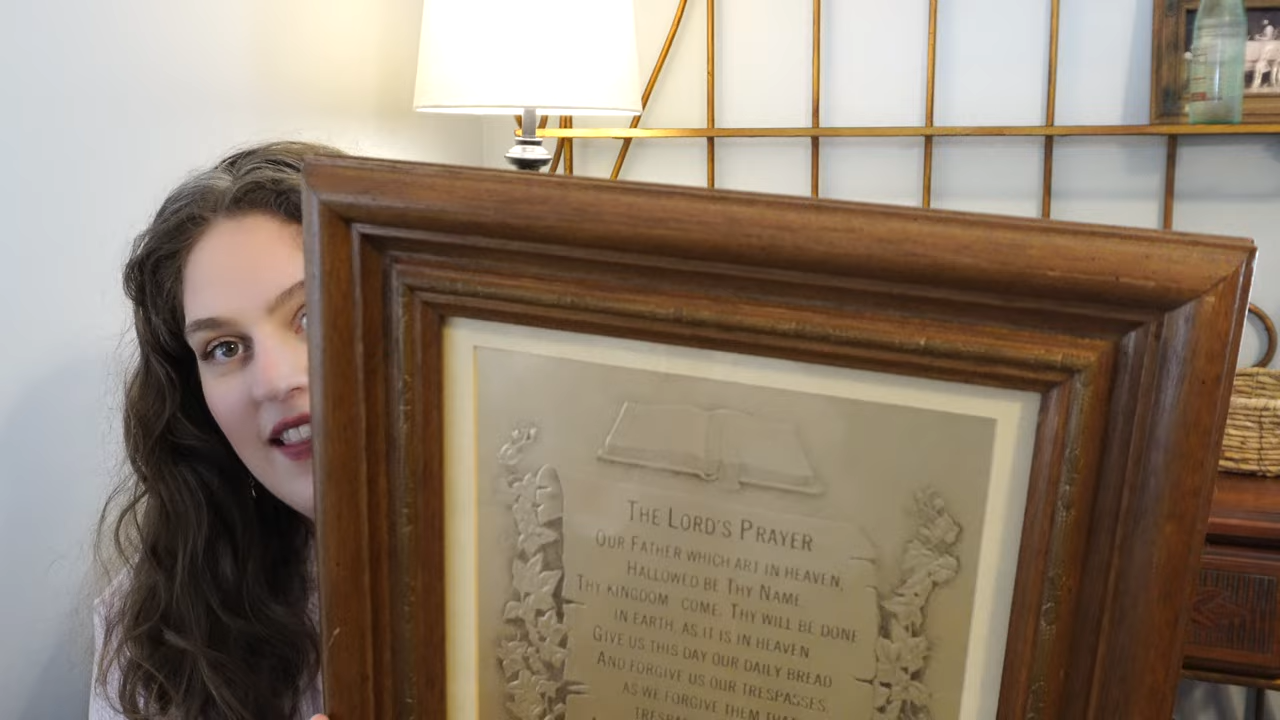 THE LORD'S PRAYER
OUR FATHER WHICH ART IN HEAVEN,
HALLOWED BE THY NAME
THY KINGDOM COME. THY WILL BE DONE
IN EARTH, AS IT IS IN HEAVEN
GIVE US THIS DAY OUR DAILY BREAD
AND FORGIVE US OUR TRESPASSES.
AS WE FORGIVE THEM THAT